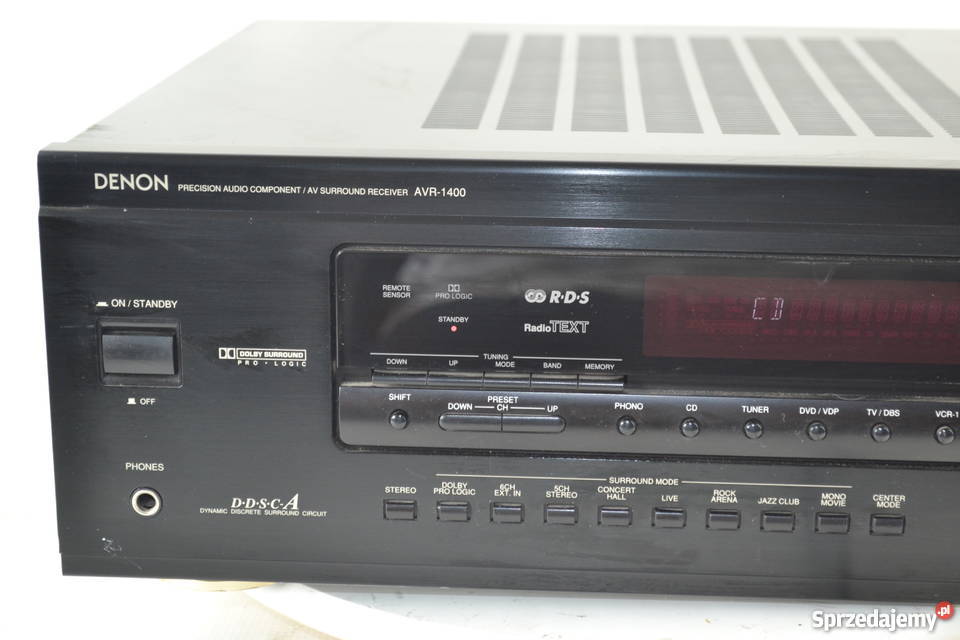 DENON PRECISION AUDIO COMPONENT / AV SURROUND RECEIVER AVR-1400
REMOTE SENSOR
PRO LOGIC
R·D·S
STANDBY
RadioTEXT
CD
ON / STANDBY
OFF
DOLBY SURROUND
PRO · LOGIC
TUNING
DOWN UP MODE BAND MEMORY
SHIFT
PRESET
DOWN CH UP
PHONO CD TUNER DVD / VDP TV / DBS VCR-1
PHONES
D·D·S·C·A
DYNAMIC DISCRETE SURROUND CIRCUIT
SURROUND MODE
STEREO
DOLBY PRO LOGIC
6CH EXT. IN
5CH STEREO
CONCERT HALL
LIVE
ROCK ARENA
JAZZ CLUB
MONO MOVIE
CENTER MODE
Sprzedajemy.pl